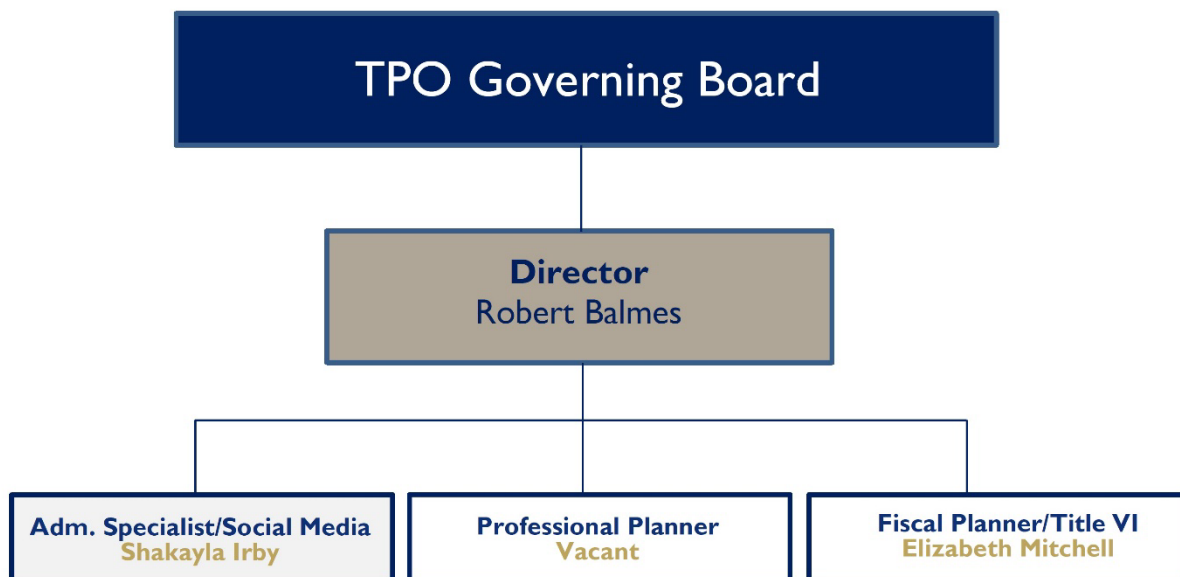 TPO Governing Board
Director
Robert Balmes
Adm. Specialist/Social Media
Shakayla Irby
Professional Planner
Vacant
Fiscal Planner/Title VI
Elizabeth Mitchell